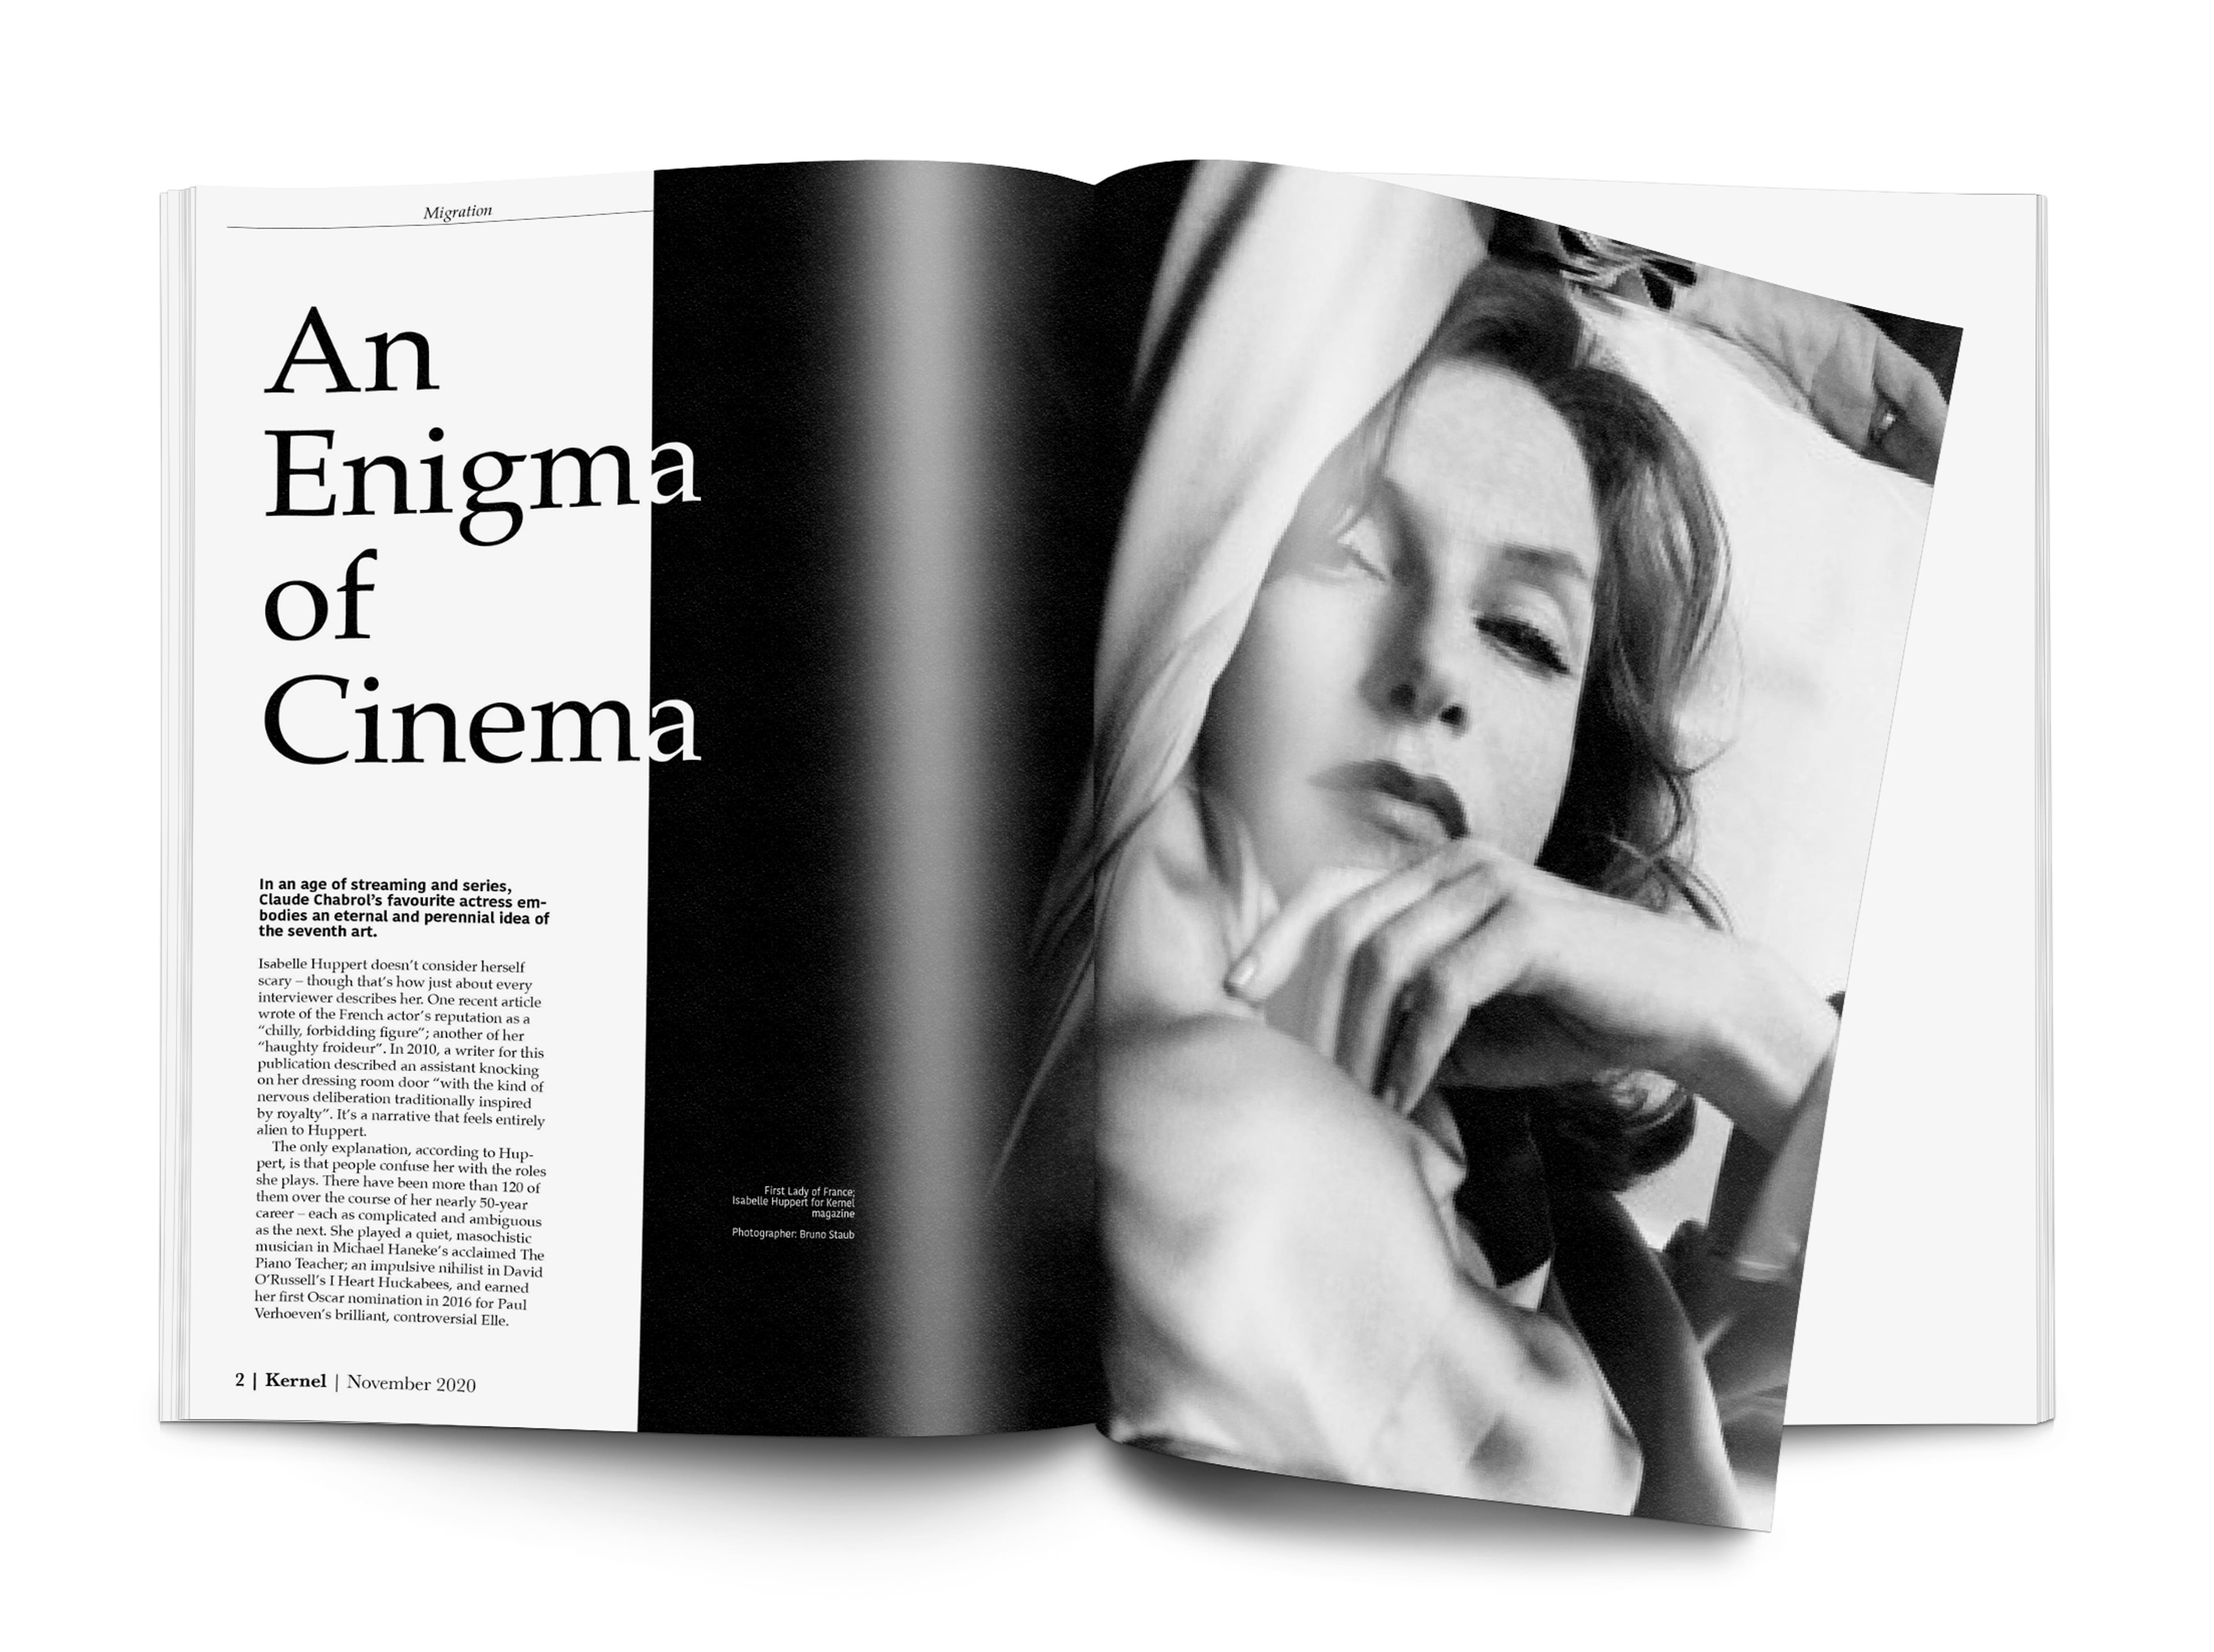 Migration
An
Enigma
of
Cinema
In an age of streaming and series,
Claude Chabrol's favourite actress em-
bodies an eternal and perennial idea of
the seventh art.
Isabelle Huppert doesn't consider herself
scary – though that's how just about every
interviewer describes her. One recent article
wrote of the French actor's reputation as a
“chilly, forbidding figure”; another of her
“haughty froideur”. In 2010, a writer for this
publication described an assistant knocking
on her dressing room door “with the kind of
nervous deliberation traditionally inspired
by royalty”. It's a narrative that feels entirely
alien to Huppert.
The only explanation, according to Hup-
pert, is that people confuse her with the roles
she plays. There have been more than 120 of
them over the course of her nearly 50-year
career – each as complicated and ambiguous
as the next. She played a quiet, masochistic
musician in Michael Haneke's acclaimed The
Piano Teacher; an impulsive nihilist in David
O'Russell's I Heart Huckabees, and earned
her first Oscar nomination in 2016 for Paul
Verhoeven's brilliant, controversial Elle.
First Lady of France;
Isabelle Huppert for Kernel
magazine
Photographer: Bruno Staub
2 | Kernel | November 2020